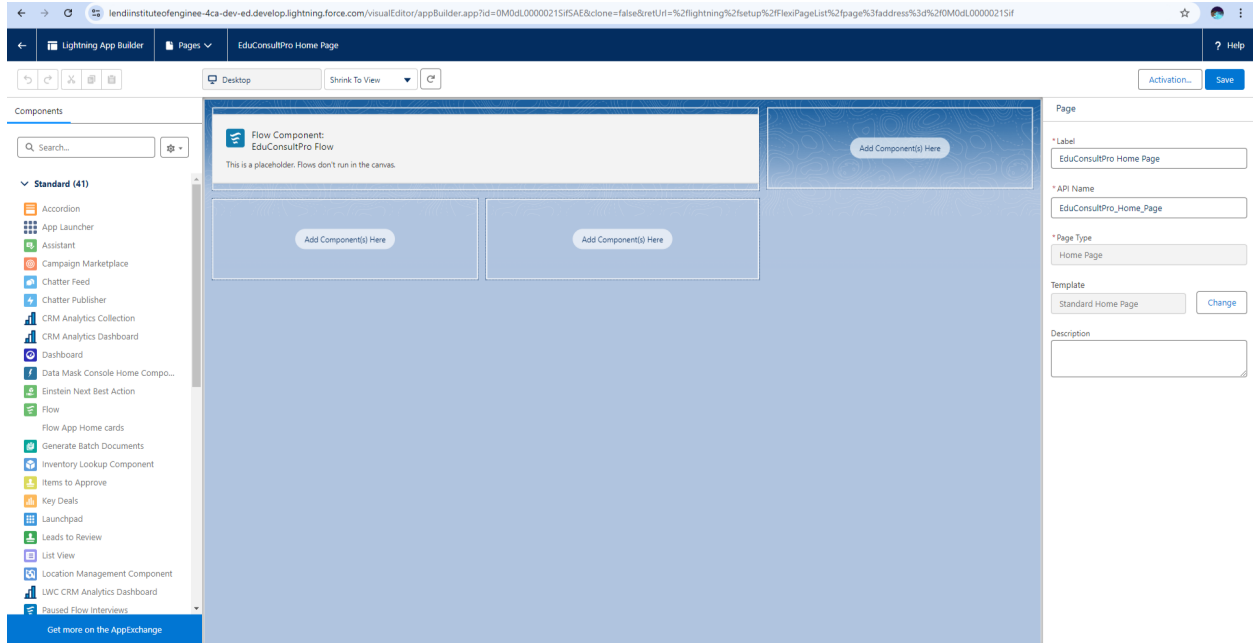 lendiinstituteofenginee-4ca-dev-ed.develop.lightning.force.com/visualEditor/appBuilder.app?id=0M0dL0000021SifSAE&clone=false&retUrl=%2flightning%2fsetup%2fFlexiPageList%2fpage%3faddress%3d%2f0M0dL0000021Sif
Lightning App Builder
Pages
EduConsultPro Home Page
? Help
Desktop
Shrink To View
Activation...
Save
Components
Search...
Standard (41)
Accordion
App Launcher
Assistant
Campaign Marketplace
Chatter Feed
Chatter Publisher
CRM Analytics Collection
CRM Analytics Dashboard
Dashboard
Data Mask Console Home Compo...
Einstein Next Best Action
Flow
Flow App Home cards
Generate Batch Documents
Inventory Lookup Component
Items to Approve
Key Deals
Launchpad
Leads to Review
List View
Location Management Component
LWC CRM Analytics Dashboard
Paused Flow Interviews
Get more on the AppExchange
Flow Component:
EduConsultPro Flow
This is a placeholder. Flows don't run in the canvas.
Add Component(s) Here
Add Component(s) Here
Add Component(s) Here
Page
*Label
EduConsultPro Home Page
*API Name
EduConsultPro_Home_Page
*Page Type
Home Page
Template
Standard Home Page
Change
Description